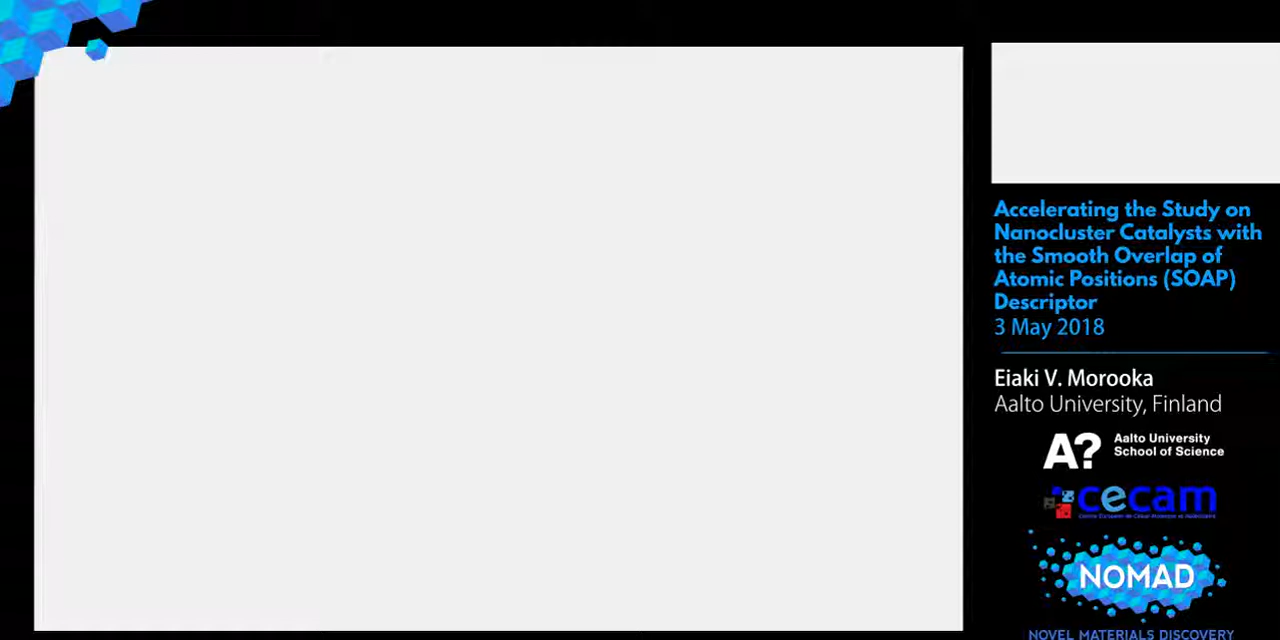 Accelerating the Study on
Nanocluster Catalysts with
the Smooth Overlap of
Atomic Positions (SOAP)
Descriptor
3 May 2018
Eiaki V. Morooka
Aalto University, Finland
A?
Aalto University
School of Science
cecam
NOMAD
NOVEL MATERIALS DISCOVERY